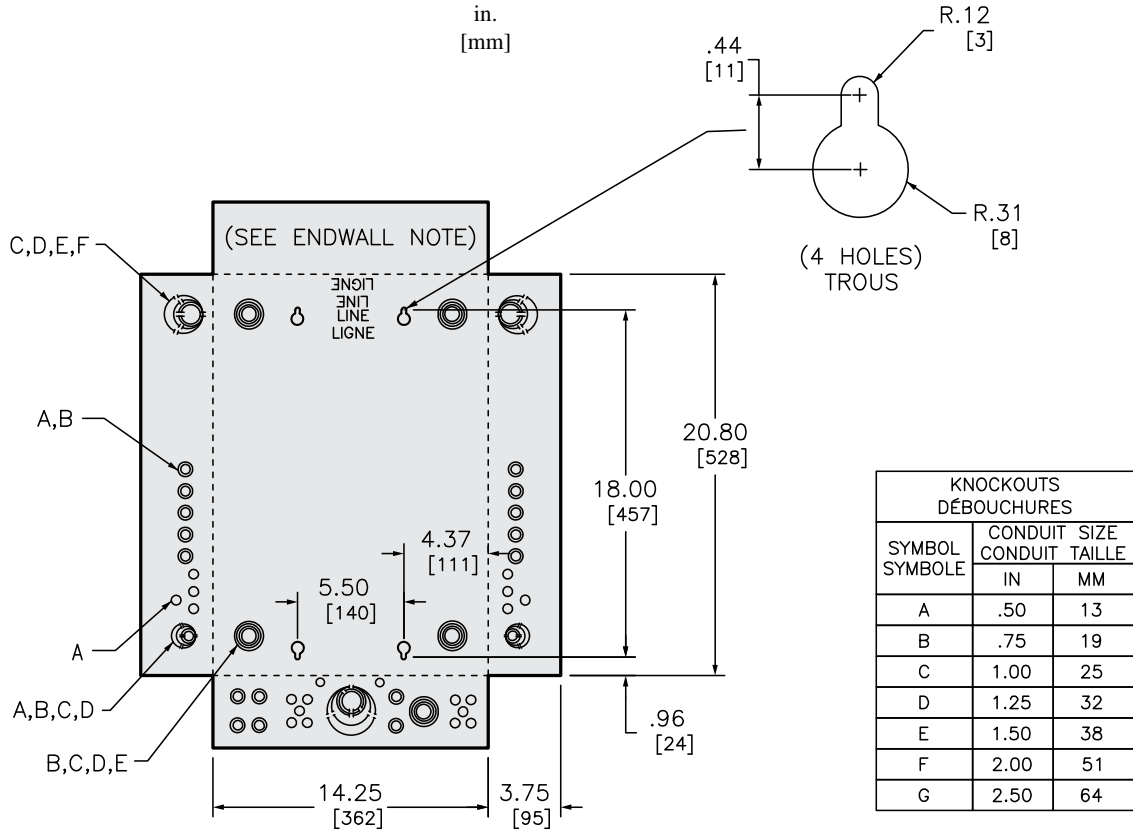 in.
[mm]
R.12
[3]
.44
[11]
R.31
[8]
(4 HOLES)
TROUS
C,D,E,F
(SEE ENDWALL NOTE)
LIGNE
LINE
LINE
LIGNE
A,B
20.80
[528]
18.00
[457]
4.37
[111]
5.50
[140]
A
A,B,C,D
B,C,D,E
.96
[24]
14.25
[362]
3.75
[95]
KNOCKOUTS
DÉBOUCHURES
SYMBOL
SYMBOLE
CONDUIT SIZE
CONDUIT TAILLE
IN MM
A .50 13
B .75 19
C 1.00 25
D 1.25 32
E 1.50 38
F 2.00 51
G 2.50 64